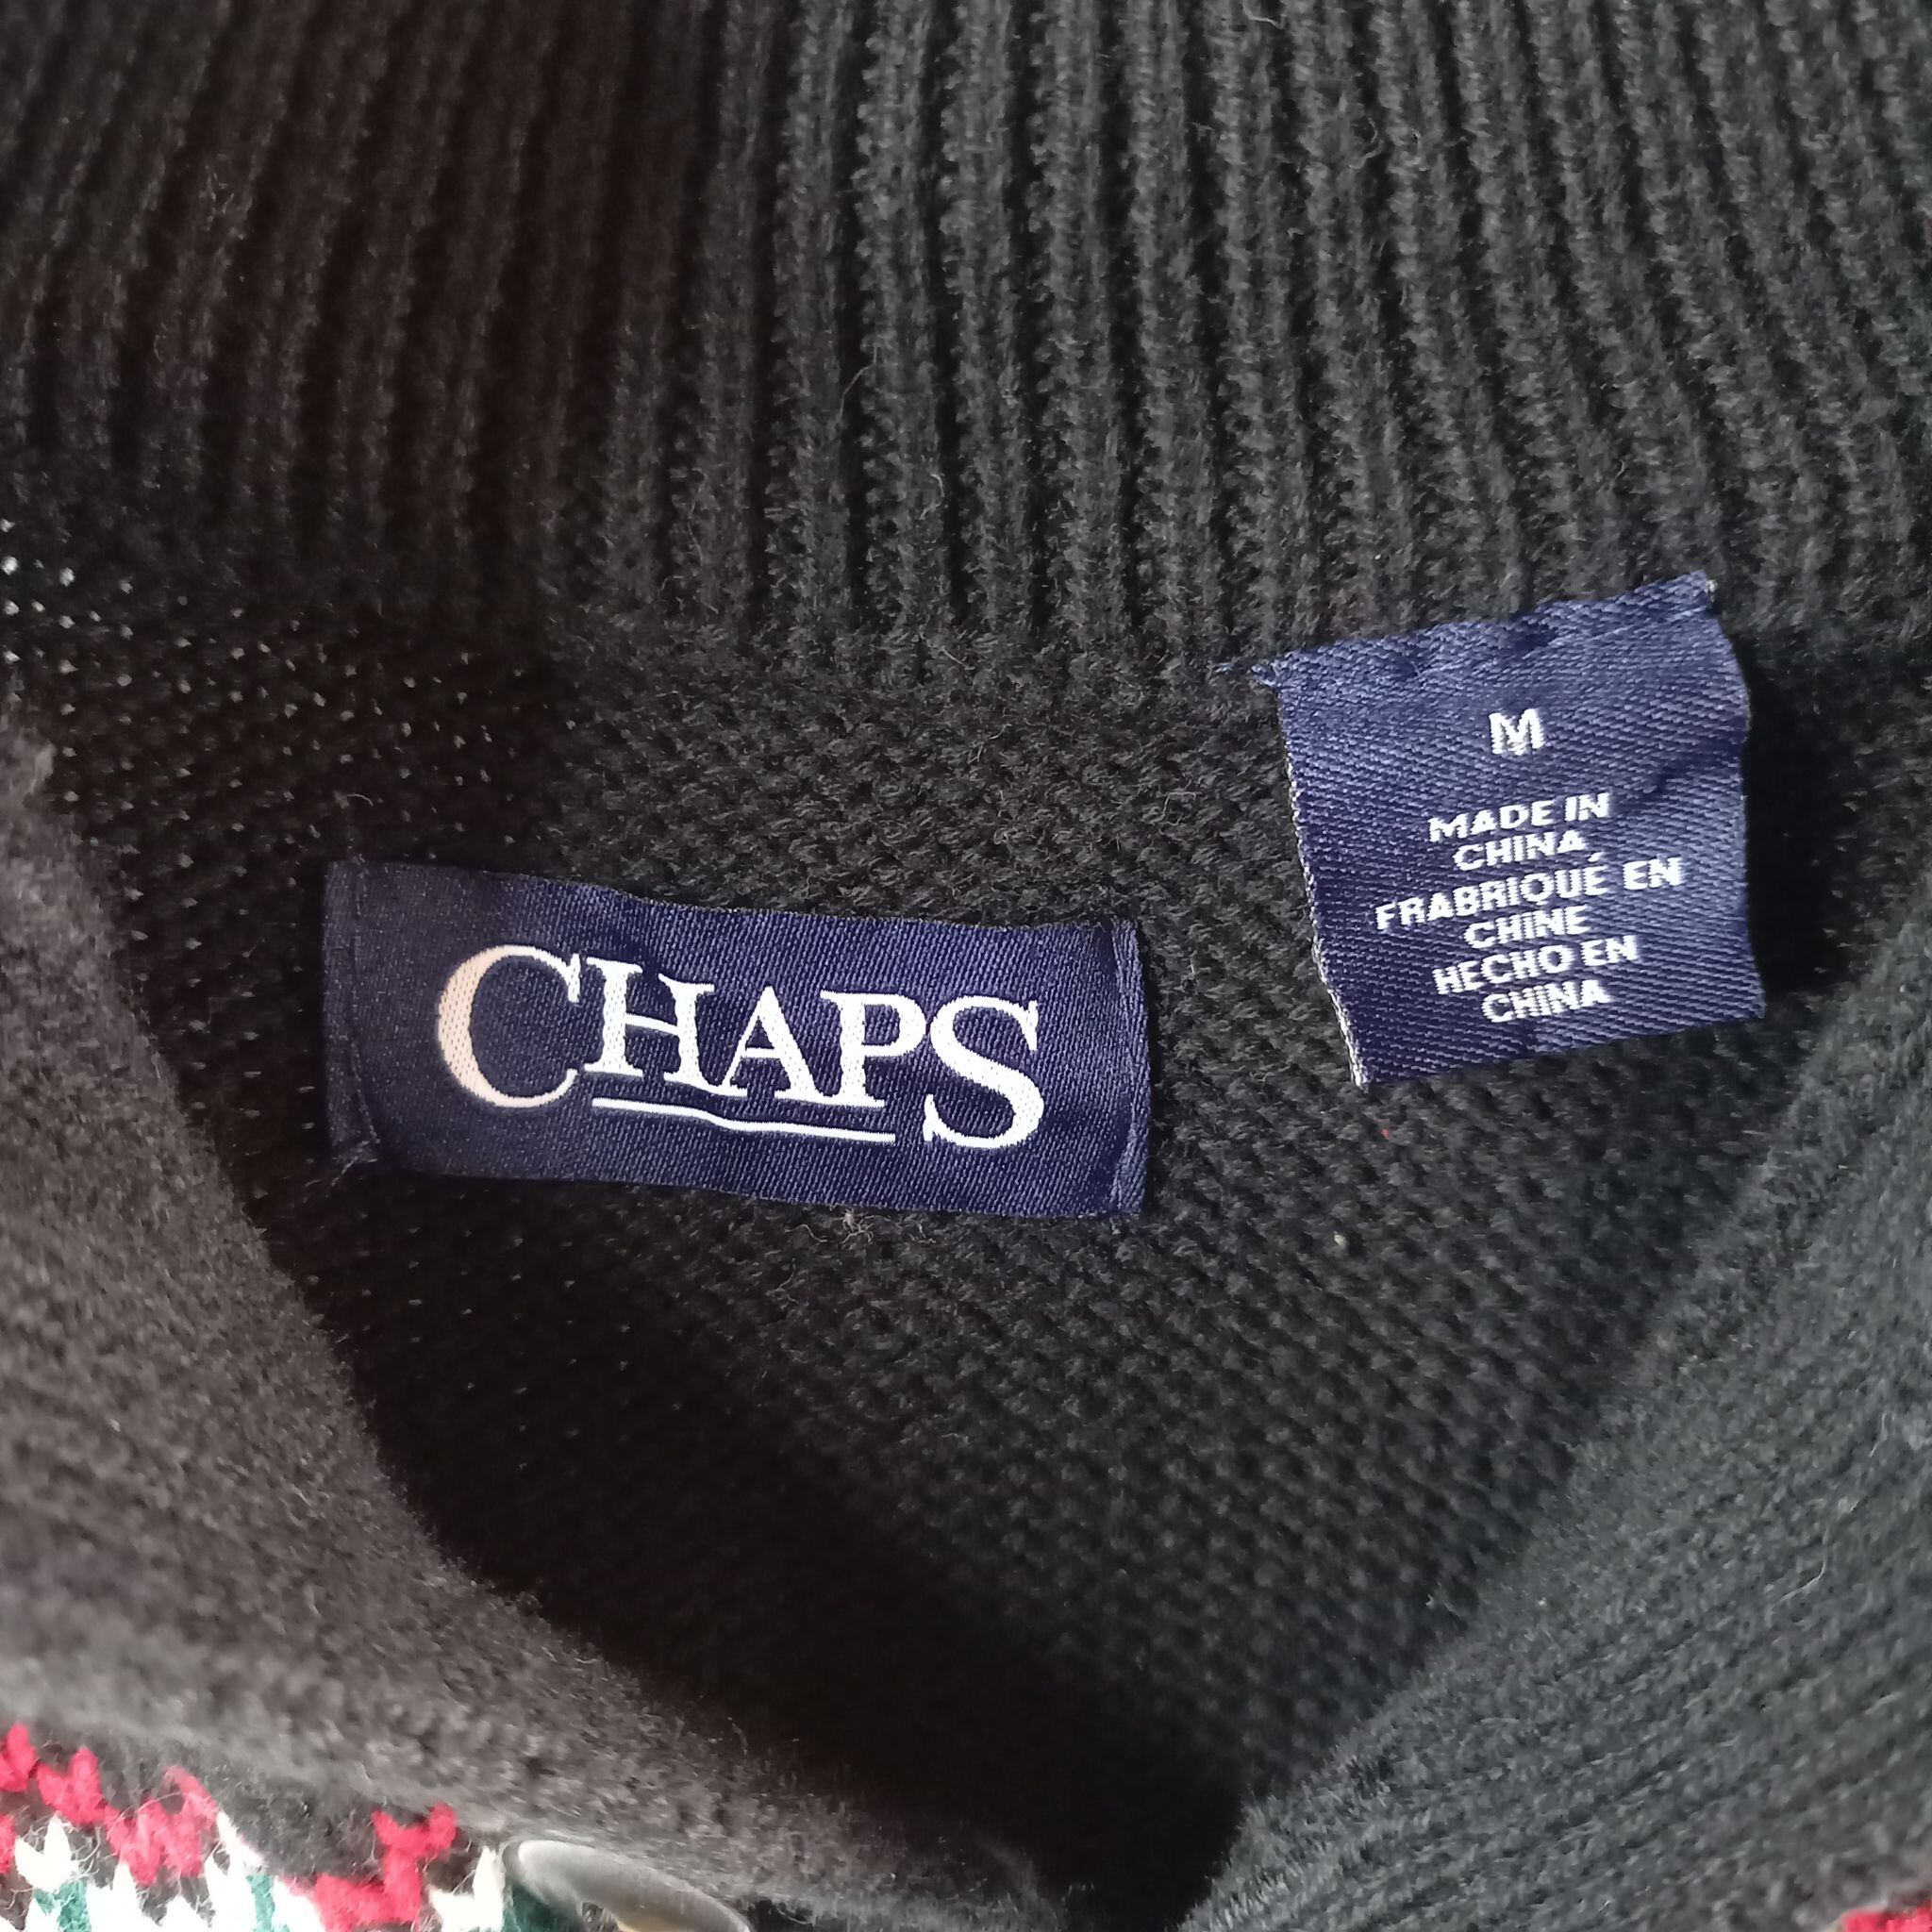 CHAPS
M
MADE IN
CHINA
FRABRIQUÉ EN
CHINE
HECHO EN
CHINA